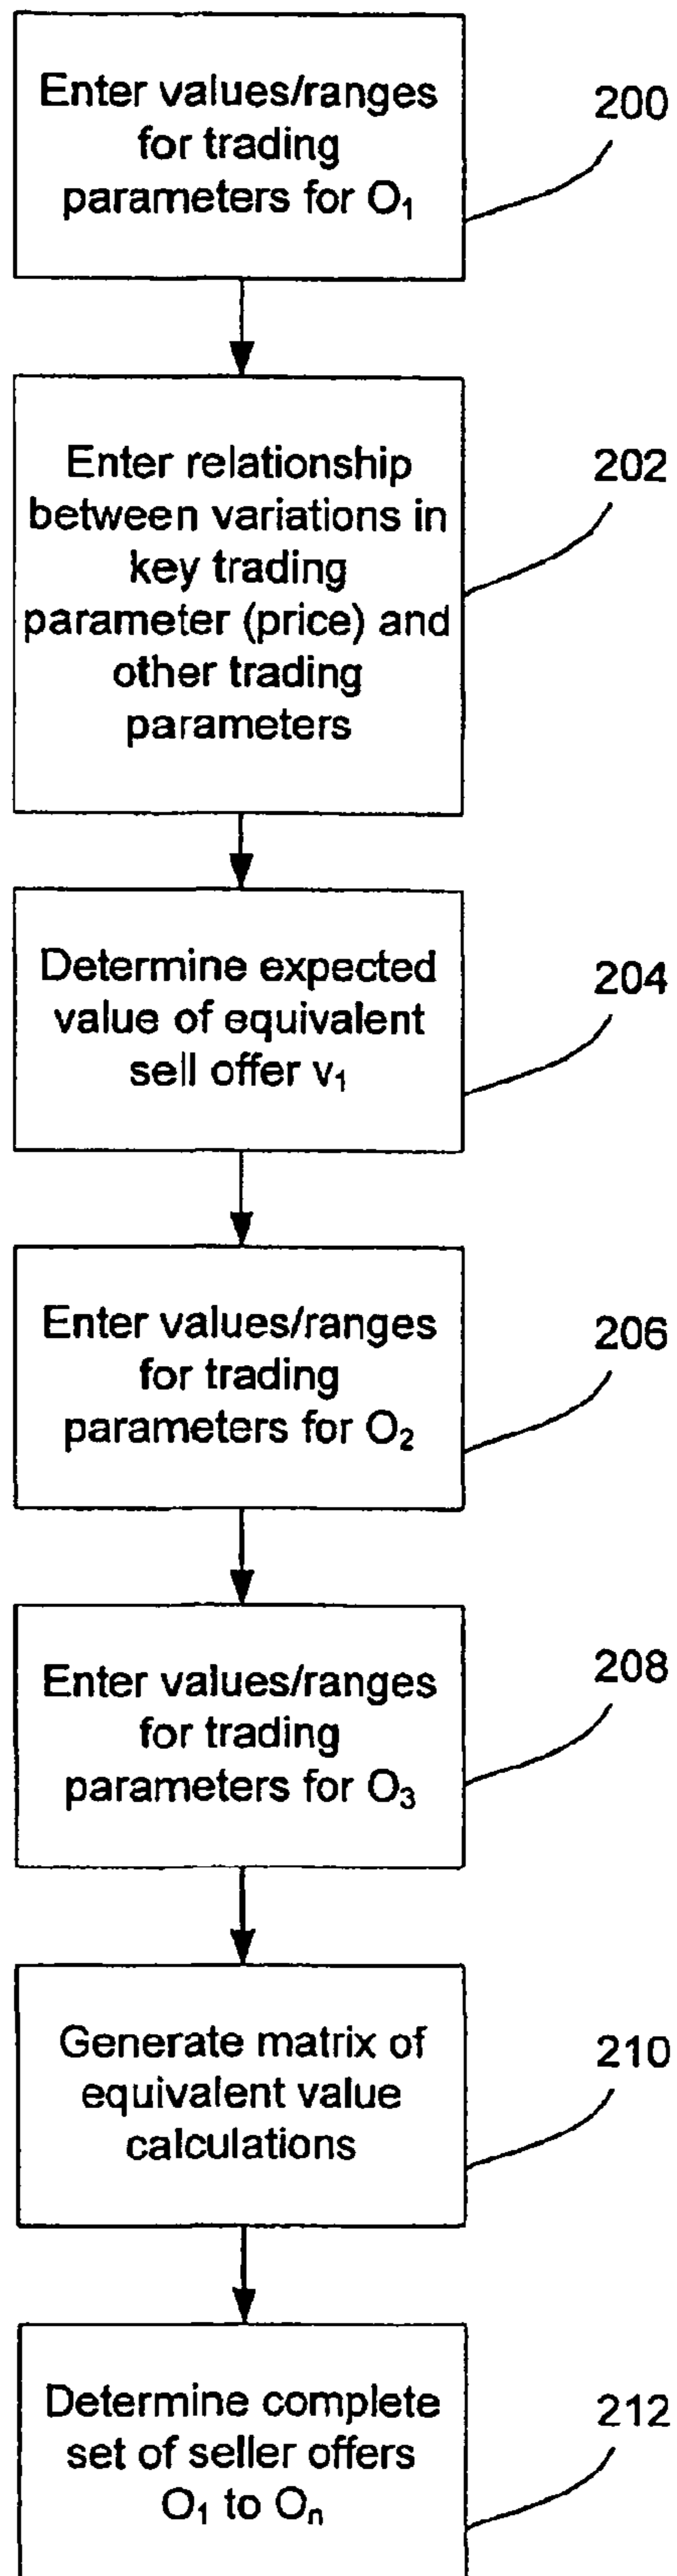 Enter values/ranges
for trading
parameters for O₁
200
Enter relationship
between variations in
key trading
parameter (price) and
other trading
parameters
202
Determine expected
value of equivalent
sell offer v₁
204
Enter values/ranges
for trading
parameters for O₂
206
Enter values/ranges
for trading
parameters for O₃
208
Generate matrix of
equivalent value
calculations
210
Determine complete
set of seller offers
O₁ to Oₙ
212